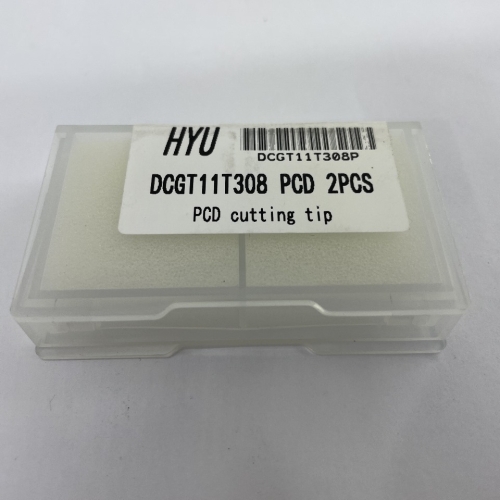 HYU
DCGT11T308P
DCGT11T308 PCD 2PCS
PCD cutting tip